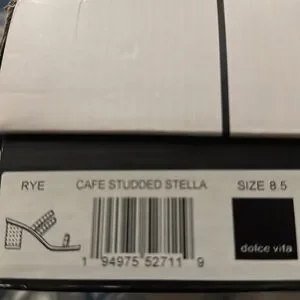 RYE CAFE STUDDED STELLA SIZE 8.5
dolce vita
1 94975 52711 9